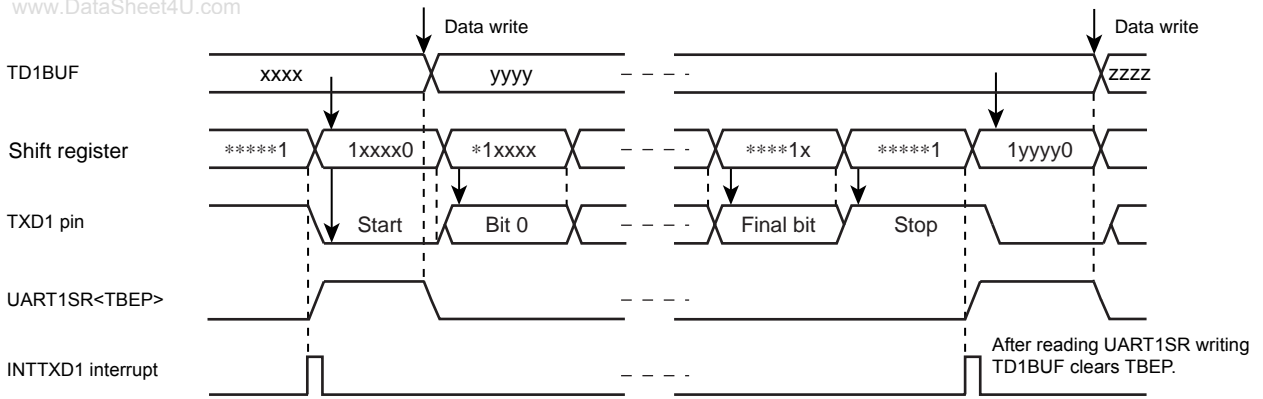 www.DataSheet4U.com
Data write
Data write
TD1BUF
xxxx
yyyy
zzzz
Shift register
*****1
1xxxx0
*1xxxx
****1x
*****1
1yyyy0
TXD1 pin
Start
Bit 0
Final bit
Stop
UART1SR<TBEP>
INTTXD1 interrupt
After reading UART1SR writing
TD1BUF clears TBEP.